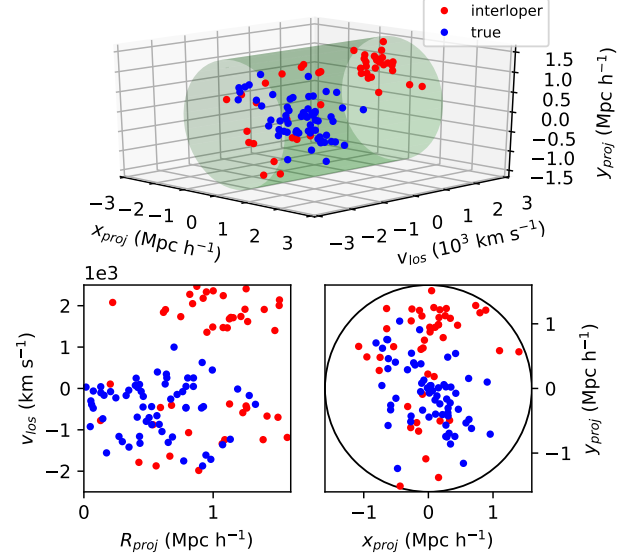 interloper
true
1.5
1.0
0.5
0.0
−0.5
−1.0
−1.5
y_proj (Mpc h⁻¹)
−3 −2 −1 0 1 2 3
x_proj (Mpc h⁻¹)
−3 −2 −1 0 1 2 3
v_los (10³ km s⁻¹)
1e3
2
1
0
−1
−2
v_los (km s⁻¹)
0 1
R_proj (Mpc h⁻¹)
−1 0 1
x_proj (Mpc h⁻¹)
1
0
−1
y_proj (Mpc h⁻¹)